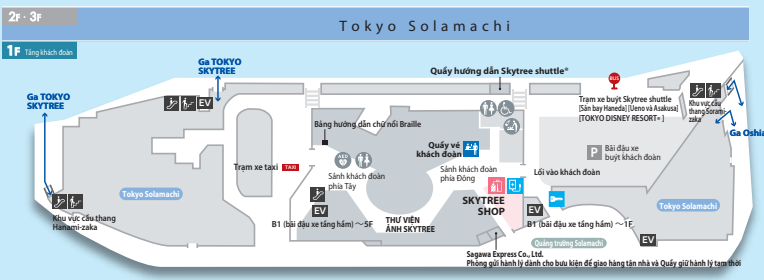 2F · 3F
Tokyo Solamachi
1F Tầng khách đoàn
Ga TOKYO
SKYTREE
Quầy hướng dẫn Skytree shuttle®
BUS
Ga TOKYO
SKYTREE
EV
Trạm xe buýt Skytree shuttle
[Sân bay Haneda] [Ueno và Asakusa]
[TOKYO DISNEY RESORT® ]
Khu vực cầu
thang Sorami-
zaka
Bảng hướng dẫn chữ nổi Braille
Ga Oshia
Quầy vé
khách đoàn
P
Bãi đậu xe
buýt khách đoàn
AED
Trạm xe taxi
TAXI
Sảnh khách đoàn
phía Tây
Sảnh khách đoàn
phía Đông
Lối vào khách đoàn
Tokyo Solamachi
SKYTREE
SHOP
Tokyo Solamachi
EV
EV
Khu vực cầu thang
Hanami-zaka
B1 (bãi đậu xe tầng hầm) ~5F
THƯ VIỆN
ẢNH SKYTREE
B1 (bãi đậu xe tầng hầm) ~1F
Quảng trường Solamachi
EV
Sagawa Express Co., Ltd.
Phòng gửi hành lý dành cho bưu kiện để giao hàng tận nhà và Quầy giữ hành lý tạm thời